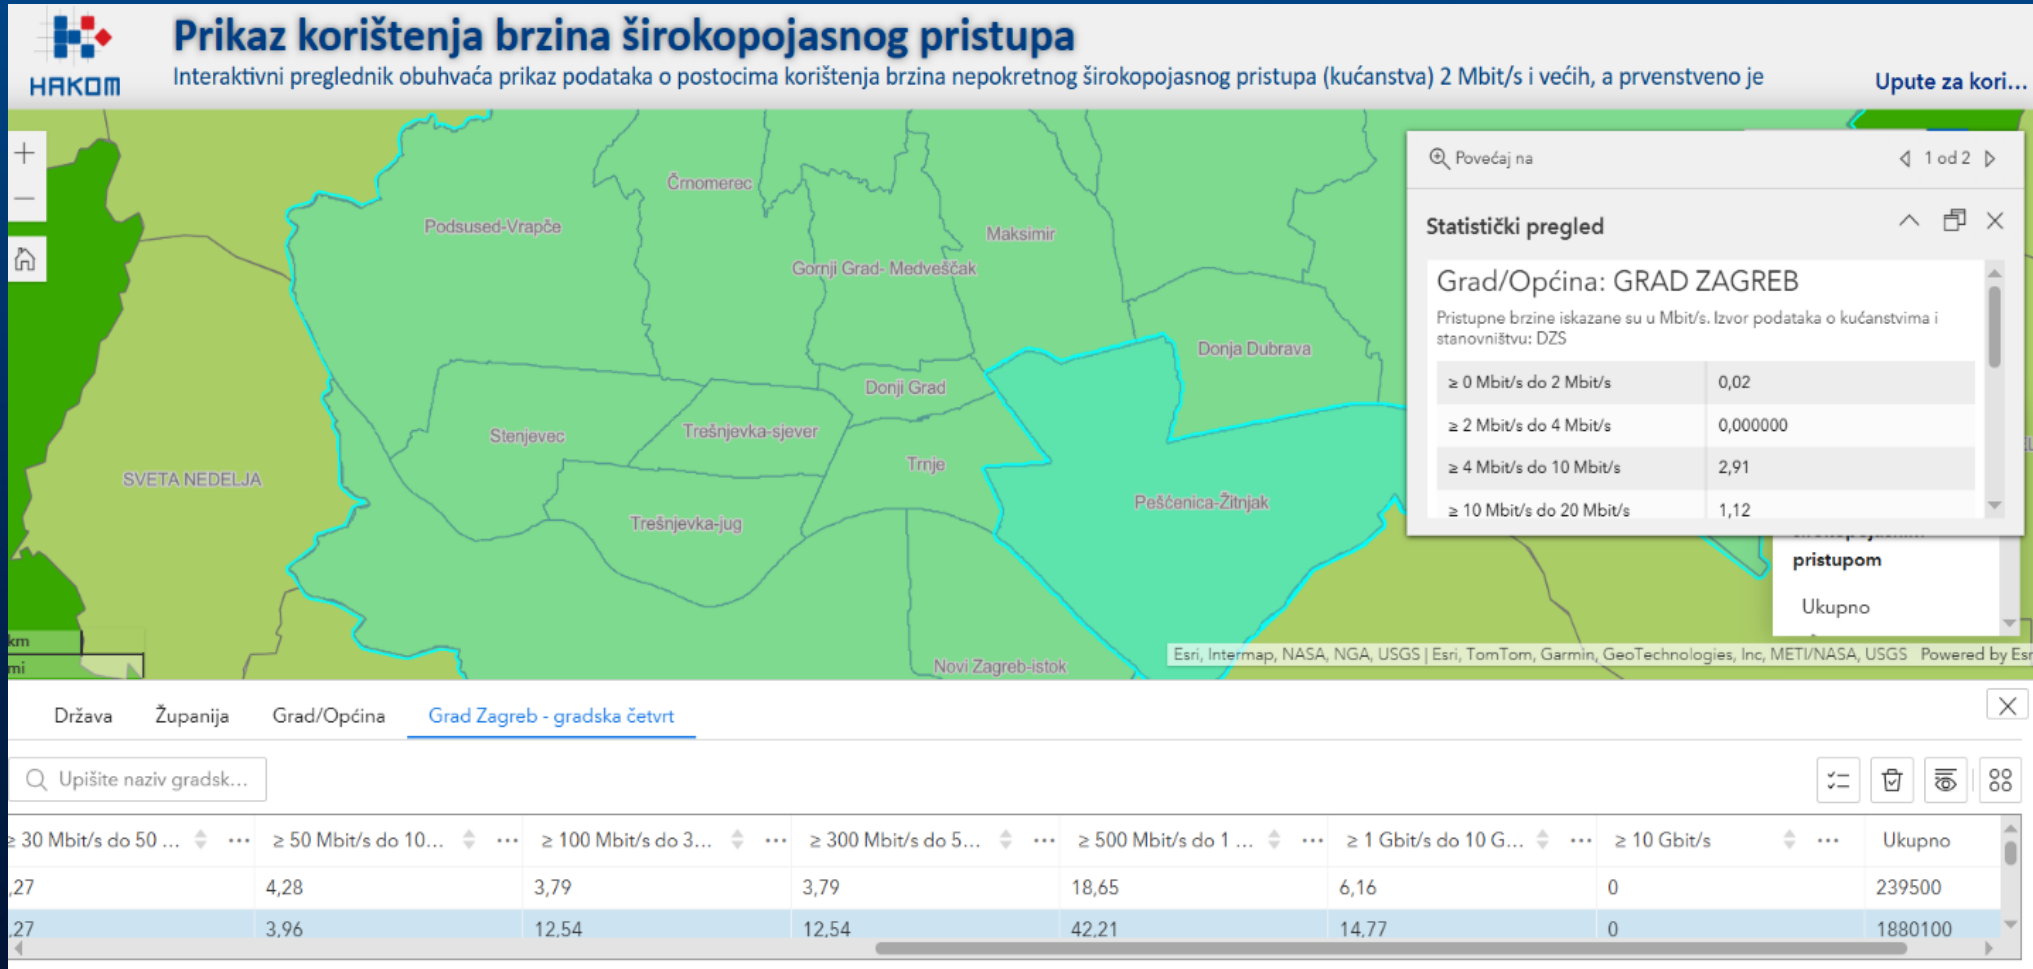 HAKOM
Prikaz korištenja brzina širokopojasnog pristupa
Interaktivni preglednik obuhvaća prikaz podataka o postocima korištenja brzina nepokretnog širokopojasnog pristupa (kućanstva) 2 Mbit/s i većih, a prvenstveno je
Upute za kori...
Črnomerec
Podsused-Vrapče
Maksimir
Gornji Grad- Medveščak
Donja Dubrava
Donji Grad
Stenjevec
Trešnjevka-sjever
Trnje
SVETA NEDELJA
Trešnjevka-jug
Peščenica-Žitnjak
Novi Zagreb-istok
km
mi
Povećaj na
1 od 2
Statistički pregled
Grad/Općina: GRAD ZAGREB
Pristupne brzine iskazane su u Mbit/s. Izvor podataka o kućanstvima i
stanovništvu: DZS
≥ 0 Mbit/s do 2 Mbit/s 0,02
≥ 2 Mbit/s do 4 Mbit/s 0,000000
≥ 4 Mbit/s do 10 Mbit/s 2,91
≥ 10 Mbit/s do 20 Mbit/s 1,12
pristupom
Ukupno
Esri, Intermap, NASA, NGA, USGS | Esri, TomTom, Garmin, GeoTechnologies, Inc, METI/NASA, USGS Powered by Esri
Država Županija Grad/Općina Grad Zagreb - gradska četvrt
Upišite naziv gradsk...
≥ 30 Mbit/s do 50 ... ≥ 50 Mbit/s do 10... ≥ 100 Mbit/s do 3... ≥ 300 Mbit/s do 5... ≥ 500 Mbit/s do 1 ... ≥ 1 Gbit/s do 10 G... ≥ 10 Gbit/s Ukupno
,27 4,28 3,79 3,79 18,65 6,16 0 239500
,27 3,96 12,54 12,54 42,21 14,77 0 1880100